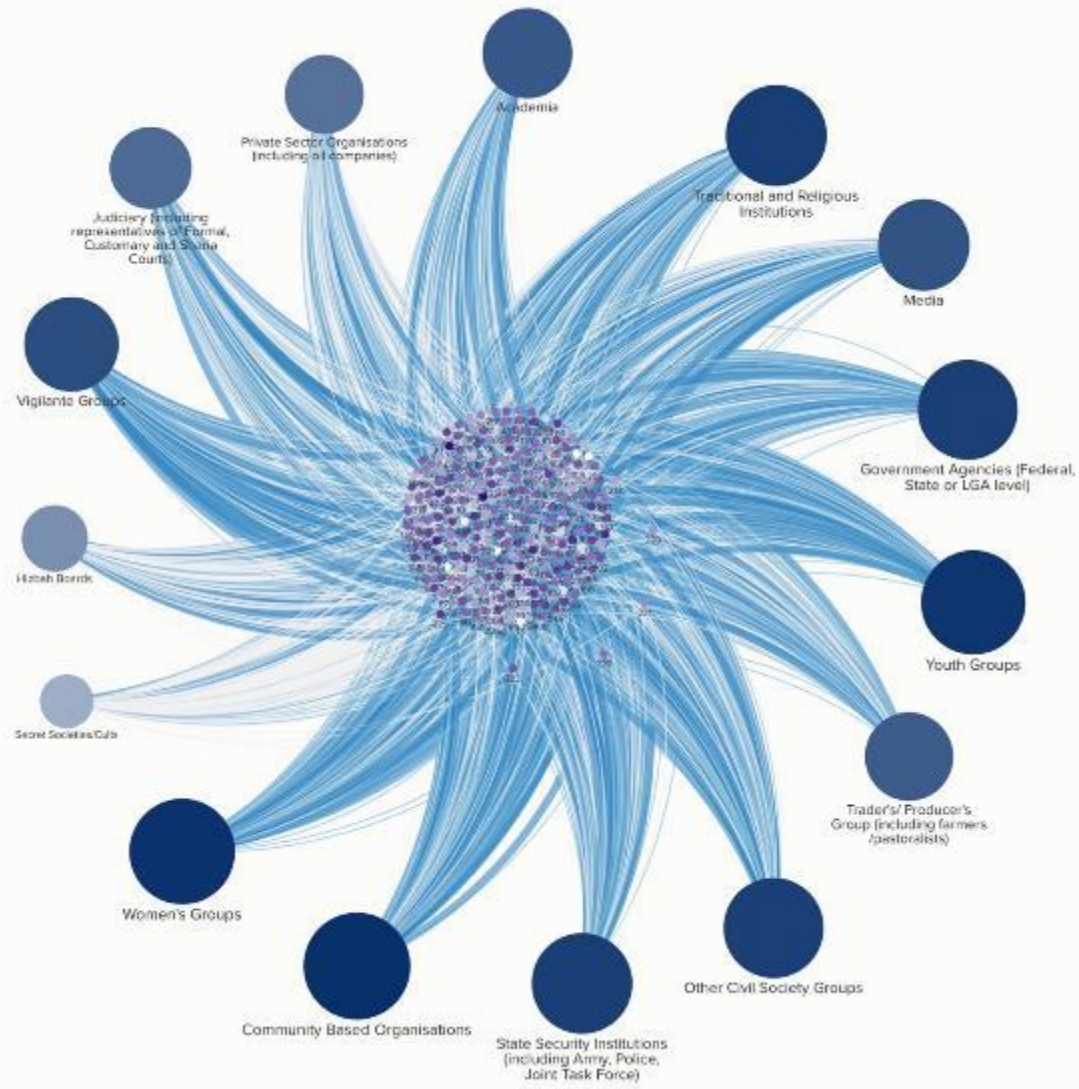 Academia
Private Sector Organisations
(including oil companies)
Traditional and Religious
Institutions
Judiciary (including
representatives of Formal,
Customary and Sharia
Courts)
Media
Vigilante Groups
Government Agencies (Federal,
State or LGA level)
Hizbah Boards
Youth Groups
Secret Societies/Cults
Trader's/ Producer's
Group (including farmers
/pastoralists)
Women's Groups
Other Civil Society Groups
Community Based Organisations
State Security Institutions
(including Army, Police,
Joint Task Force)